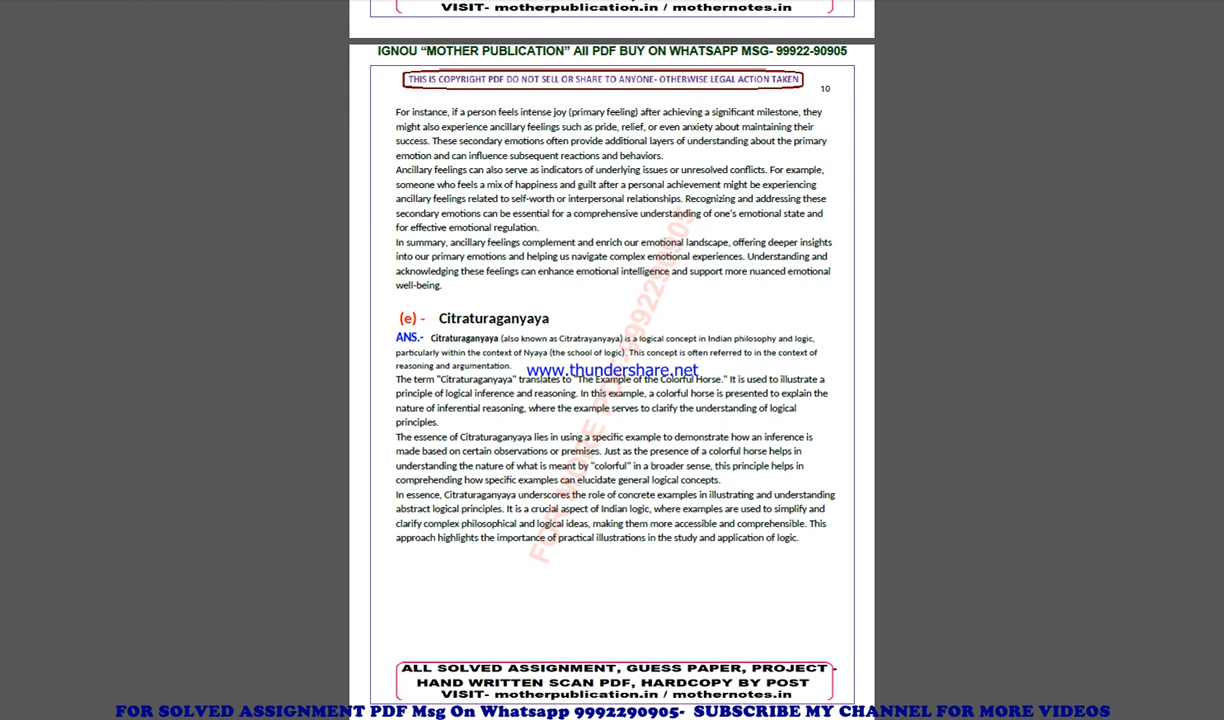 VISIT- motherpublication.in / mothernotes.in
IGNOU “MOTHER PUBLICATION” All PDF BUY ON WHATSAPP MSG- 99922-90905
THIS IS COPYRIGHT PDF DO NOT SELL OR SHARE TO ANYONE- OTHERWISE LEGAL ACTION TAKEN
10
For instance, if a person feels intense joy (primary feeling) after achieving a significant milestone, they
might also experience ancillary feelings such as pride, relief, or even anxiety about maintaining their
success. These secondary emotions often provide additional layers of understanding about the primary
emotion and can influence subsequent reactions and behaviors.
Ancillary feelings can also serve as indicators of underlying issues or unresolved conflicts. For example,
someone who feels a mix of happiness and guilt after a personal achievement might be experiencing
ancillary feelings related to self-worth or interpersonal relationships. Recognizing and addressing these
secondary emotions can be essential for a comprehensive understanding of one's emotional state and
for effective emotional regulation.
In summary, ancillary feelings complement and enrich our emotional landscape, offering deeper insights
into our primary emotions and helping us navigate complex emotional experiences. Understanding and
acknowledging these feelings can enhance emotional intelligence and support more nuanced emotional
well-being.
(e) - Citraturaganyaya
ANS.- Citraturaganyaya (also known as Citratrayanyaya) is a logical concept in Indian philosophy and logic,
particularly within the context of Nyaya (the school of logic). This concept is often referred to in the context of
reasoning and argumentation.
www.thundershare.net
The term "Citraturaganyaya" translates to "The Example of the Colorful Horse." It is used to illustrate a
principle of logical inference and reasoning. In this example, a colorful horse is presented to explain the
nature of inferential reasoning, where the example serves to clarify the understanding of logical
principles.
The essence of Citraturaganyaya lies in using a specific example to demonstrate how an inference is
made based on certain observations or premises. Just as the presence of a colorful horse helps in
understanding the nature of what is meant by "colorful" in a broader sense, this principle helps in
comprehending how specific examples can elucidate general logical concepts.
In essence, Citraturaganyaya underscores the role of concrete examples in illustrating and understanding
abstract logical principles. It is a crucial aspect of Indian logic, where examples are used to simplify and
clarify complex philosophical and logical ideas, making them more accessible and comprehensible. This
approach highlights the importance of practical illustrations in the study and application of logic.
FOR MORE PDF-9992290905
ALL SOLVED ASSIGNMENT, GUESS PAPER, PROJECT -
HAND WRITTEN SCAN PDF, HARDCOPY BY POST
VISIT- motherpublication.in / mothernotes.in
FOR SOLVED ASSIGNMENT PDF Msg On Whatsapp 9992290905- SUBSCRIBE MY CHANNEL FOR MORE VIDEOS